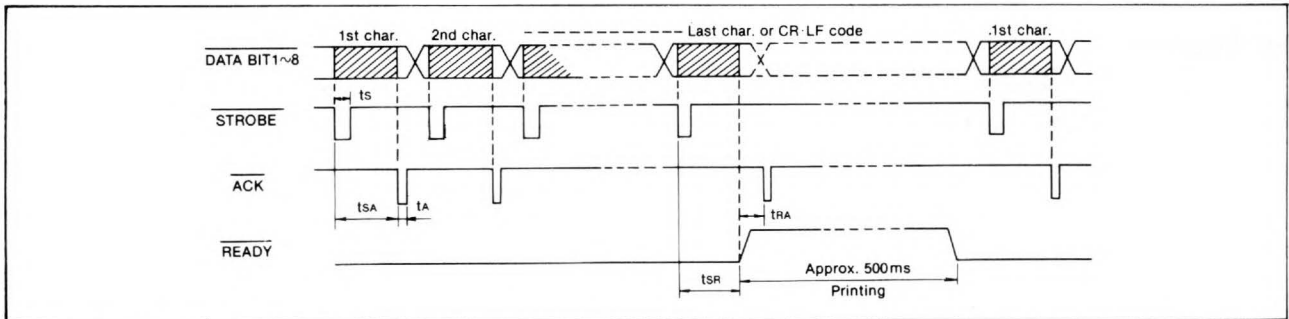 1st char. 2nd char. Last char. or CR·LF code .1st char.
DATA BIT1~8
ts
STROBE
ACK
tSA tA tRA
READY
tSR Approx. 500ms
Printing